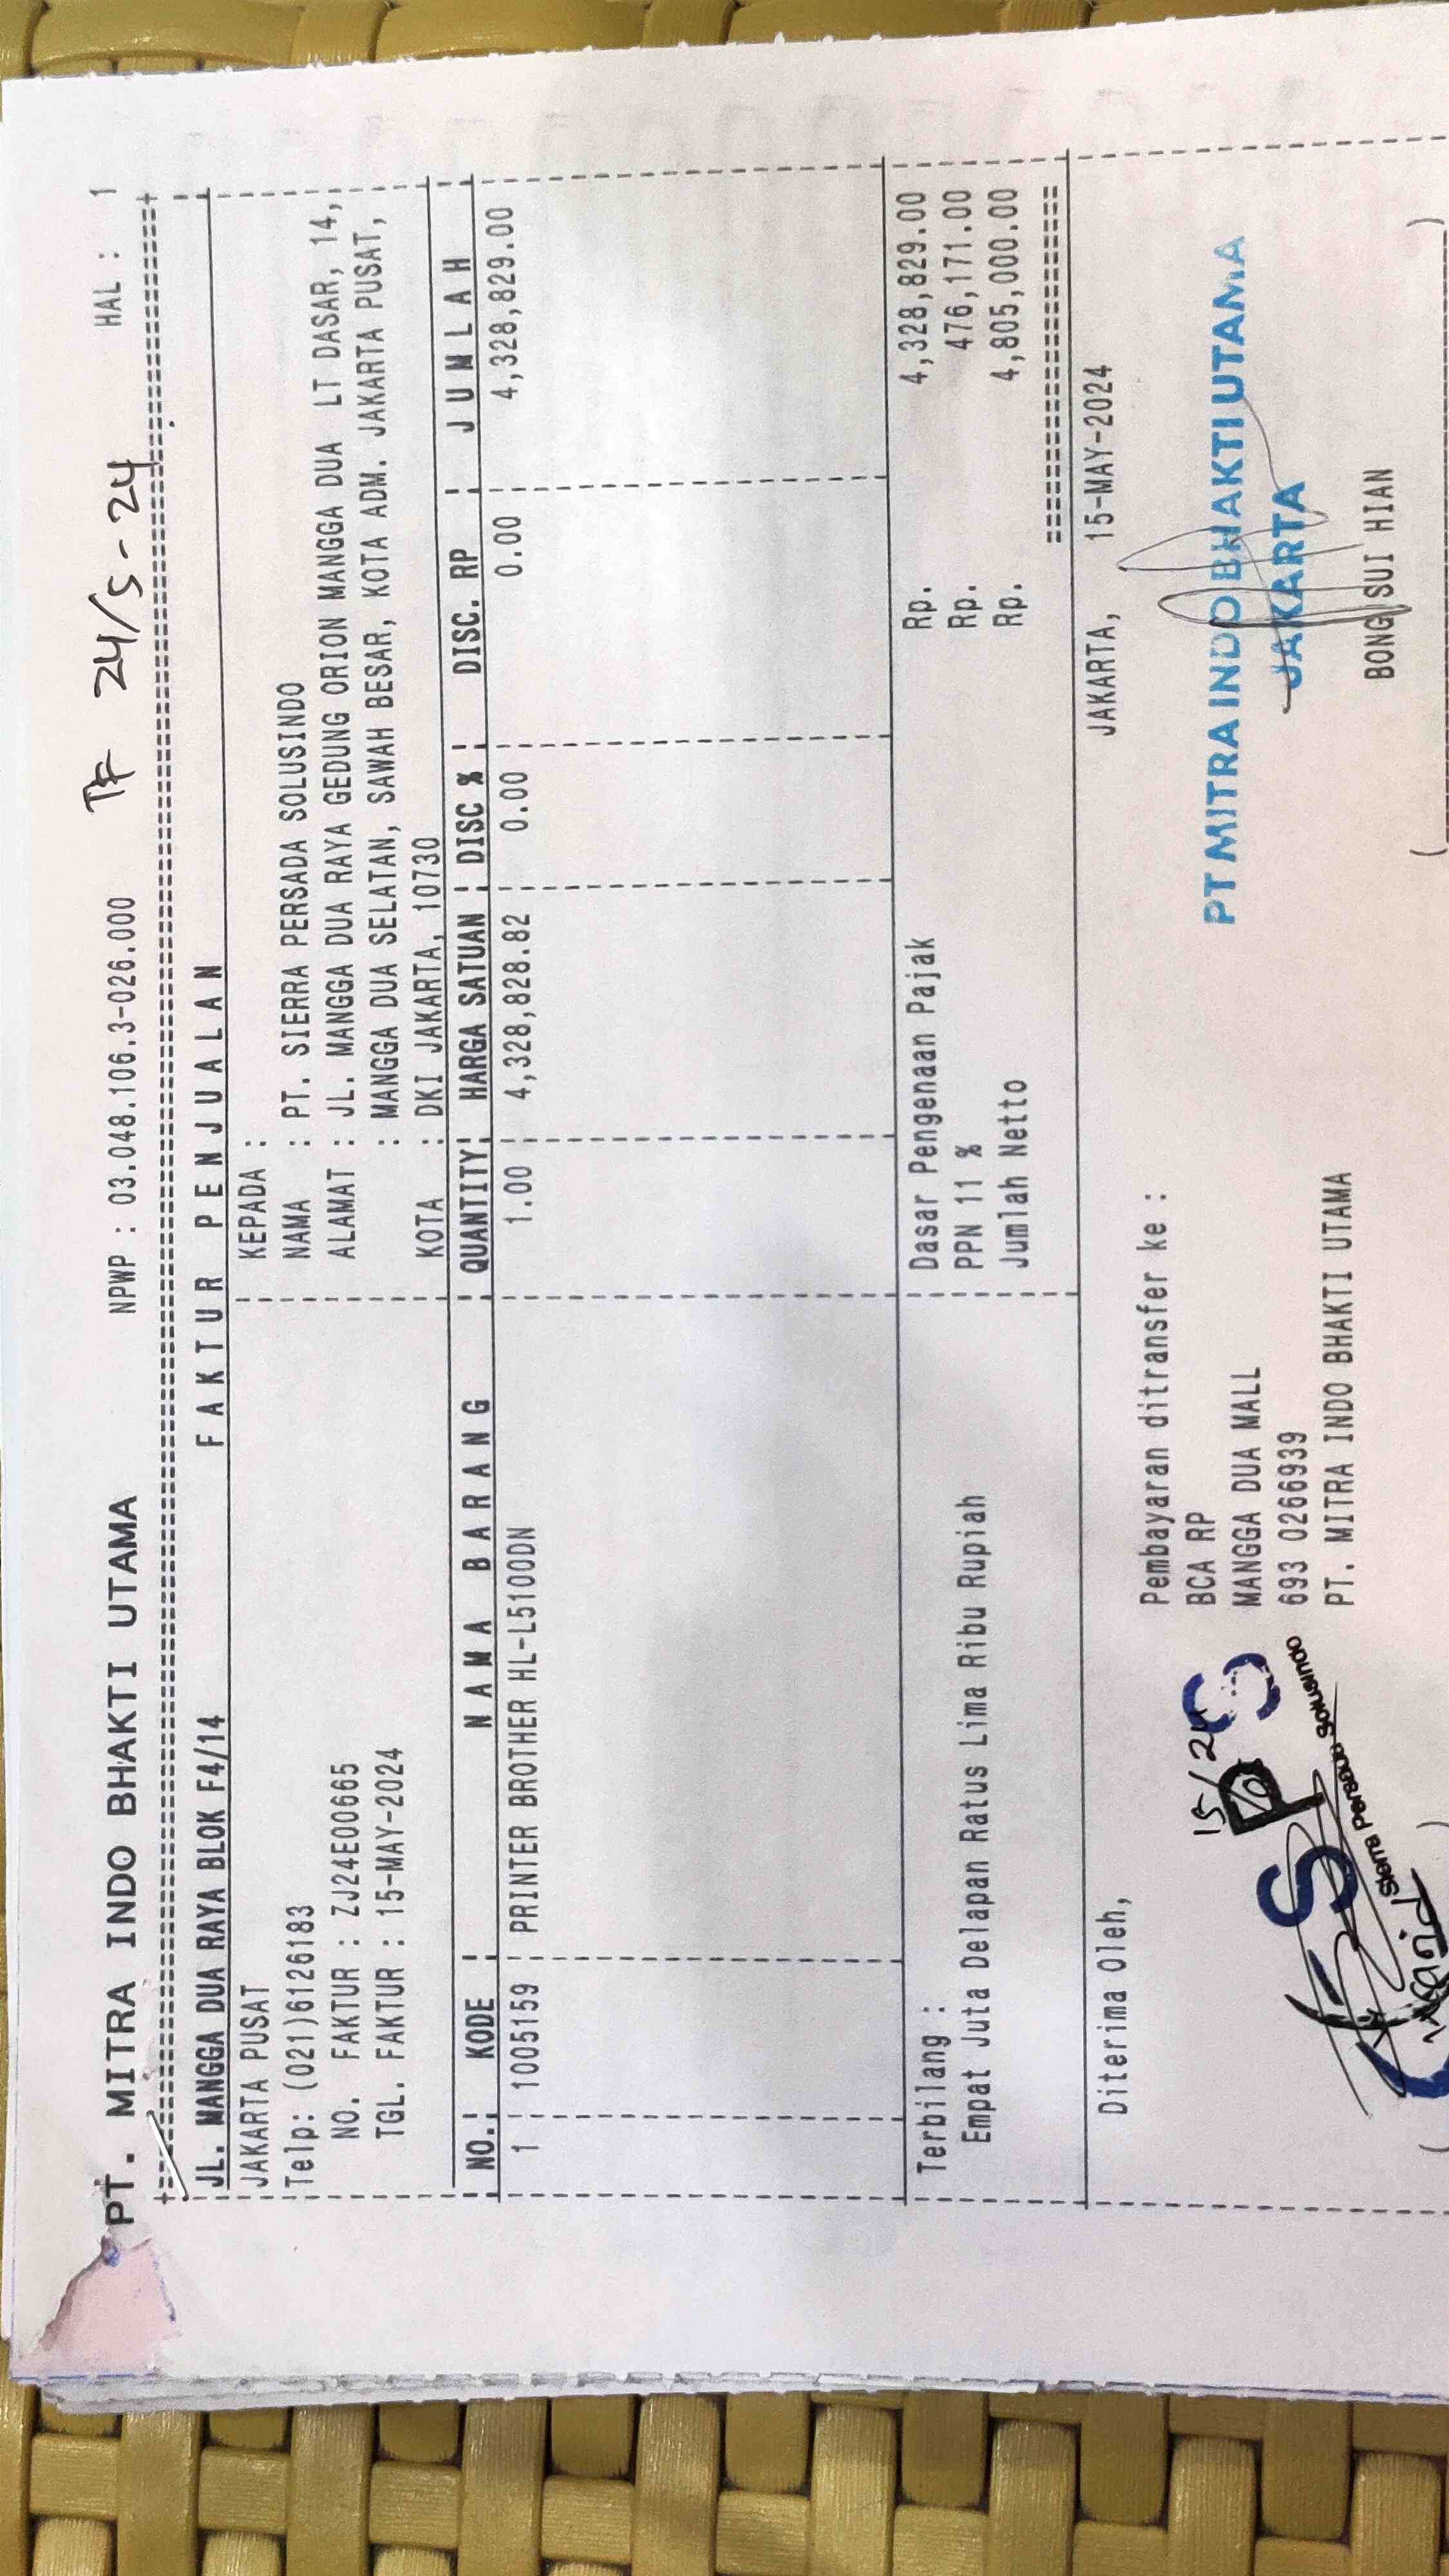 PT. MITRA INDO BHAKTI UTAMA NPWP : 03.048.106.3-026.000 TF 24/5-24 HAL : 1
JL. MANGGA DUA RAYA BLOK F4/14 F A K T U R P E N J U A L A N
JAKARTA PUSAT KEPADA :
Telp: (021)6126183 NAMA : PT. SIERRA PERSADA SOLUSINDO
NO. FAKTUR : ZJ24E00665 ALAMAT : JL. MANGGA DUA RAYA GEDUNG ORION MANGGA DUA LT DASAR, 14,
TGL. FAKTUR : 15-MAY-2024 : MANGGA DUA SELATAN, SAWAH BESAR, KOTA ADM. JAKARTA PUSAT,
KOTA : DKI JAKARTA, 10730
NO. KODE N A M A B A R A N G QUANTITY HARGA SATUAN DISC % DISC. RP J U M L A H
1 1005159 PRINTER BROTHER HL-L5100DN 1.00 4,328,828.82 0.00 0.00 4,328,829.00
Terbilang : Dasar Pengenaan Pajak Rp. 4,328,829.00
Empat Juta Delapan Ratus Lima Ribu Rupiah PPN 11 % Rp. 476,171.00
Jumlah Netto Rp. 4,805,000.00
Diterima Oleh, JAKARTA, 15-MAY-2024
Pembayaran ditransfer ke :
BCA RP
MANGGA DUA MALL
693 0266939
PT. MITRA INDO BHAKTI UTAMA
SPS
Sierra Persada Solusindo
PT MITRA INDO BHAKTI UTAMA
JAKARTA
BONG SUI HIAN